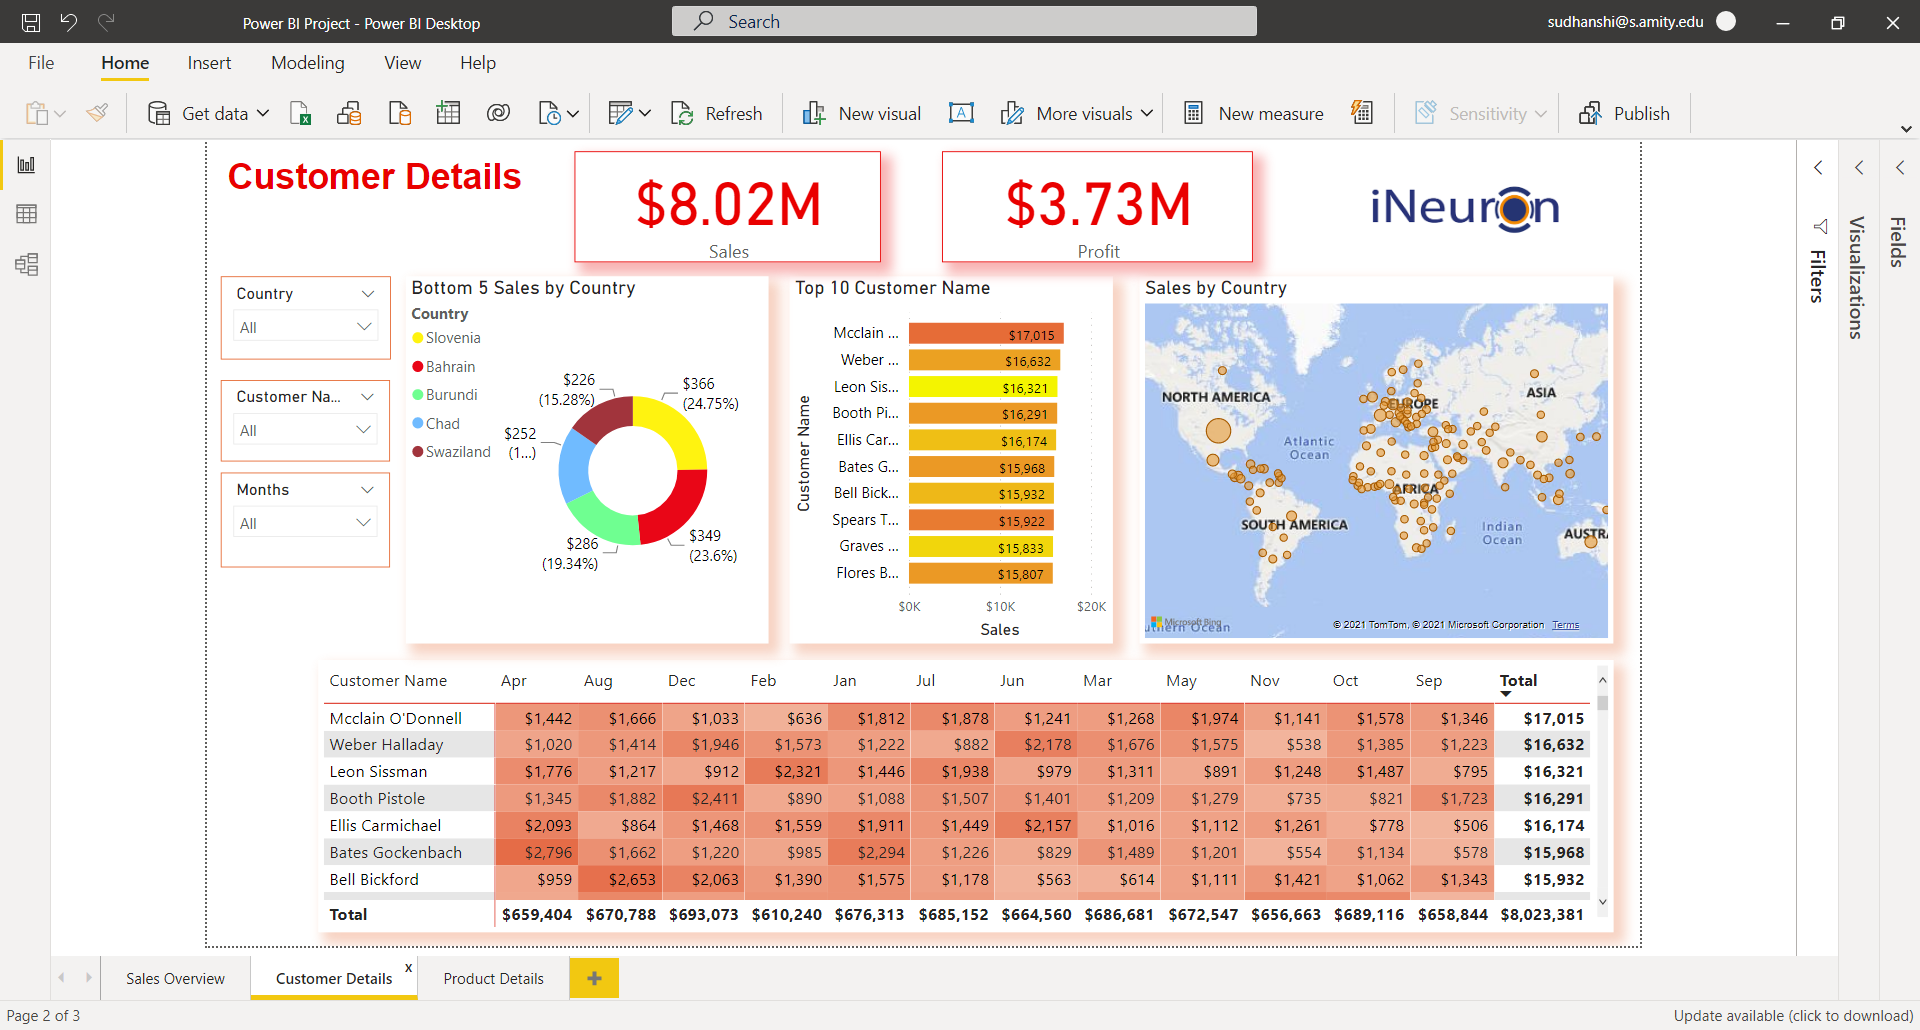 Power BI Project - Power BI Desktop
Search
sudhanshi@s.amity.edu
File Home Insert Modeling View Help
Get data
Refresh
New visual
More visuals
New measure
Sensitivity
Publish
Customer Details
$8.02M
Sales
$3.73M
Profit
iNeuron
Filters
Visualizations
Fields
Country
All
Customer Na...
All
Months
All
Bottom 5 Sales by Country
Country
Slovenia
Bahrain
Burundi
Chad
Swaziland
$226
(15.28%)
$366
(24.75%)
$252
(1...)
$286
(19.34%)
$349
(23.6%)
Top 10 Customer Name
Customer Name
Mcclain ... $17,015
Weber ... $16,632
Leon Sis... $16,321
Booth Pi... $16,291
Ellis Car... $16,174
Bates G... $15,968
Bell Bick... $15,932
Spears T... $15,922
Graves ... $15,833
Flores B... $15,807
$0K $10K $20K
Sales
Sales by Country
NORTH AMERICA
EUROPE
ASIA
Atlantic
Ocean
AFRICA
SOUTH AMERICA
Indian
Ocean
AUSTR
Microsoft Bing
uthern Ocean
© 2021 TomTom, © 2021 Microsoft Corporation Terms
Customer Name Apr Aug Dec Feb Jan Jul Jun Mar May Nov Oct Sep Total
Mcclain O'Donnell $1,442 $1,666 $1,033 $636 $1,812 $1,878 $1,241 $1,268 $1,974 $1,141 $1,578 $1,346 $17,015
Weber Halladay $1,020 $1,414 $1,946 $1,573 $1,222 $882 $2,178 $1,676 $1,575 $538 $1,385 $1,223 $16,632
Leon Sissman $1,776 $1,217 $912 $2,321 $1,446 $1,938 $979 $1,311 $891 $1,248 $1,487 $795 $16,321
Booth Pistole $1,345 $1,882 $2,411 $890 $1,088 $1,507 $1,401 $1,209 $1,279 $735 $821 $1,723 $16,291
Ellis Carmichael $2,093 $864 $1,468 $1,559 $1,911 $1,449 $2,157 $1,016 $1,112 $1,261 $778 $506 $16,174
Bates Gockenbach $2,796 $1,662 $1,220 $985 $2,294 $1,226 $829 $1,489 $1,201 $554 $1,134 $578 $15,968
Bell Bickford $959 $2,653 $2,063 $1,390 $1,575 $1,178 $563 $614 $1,111 $1,421 $1,062 $1,343 $15,932
Total $659,404 $670,788 $693,073 $610,240 $676,313 $685,152 $664,560 $686,681 $672,547 $656,663 $689,116 $658,844 $8,023,381
Sales Overview
Customer Details x
Product Details
+
Page 2 of 3
Update available (click to download)